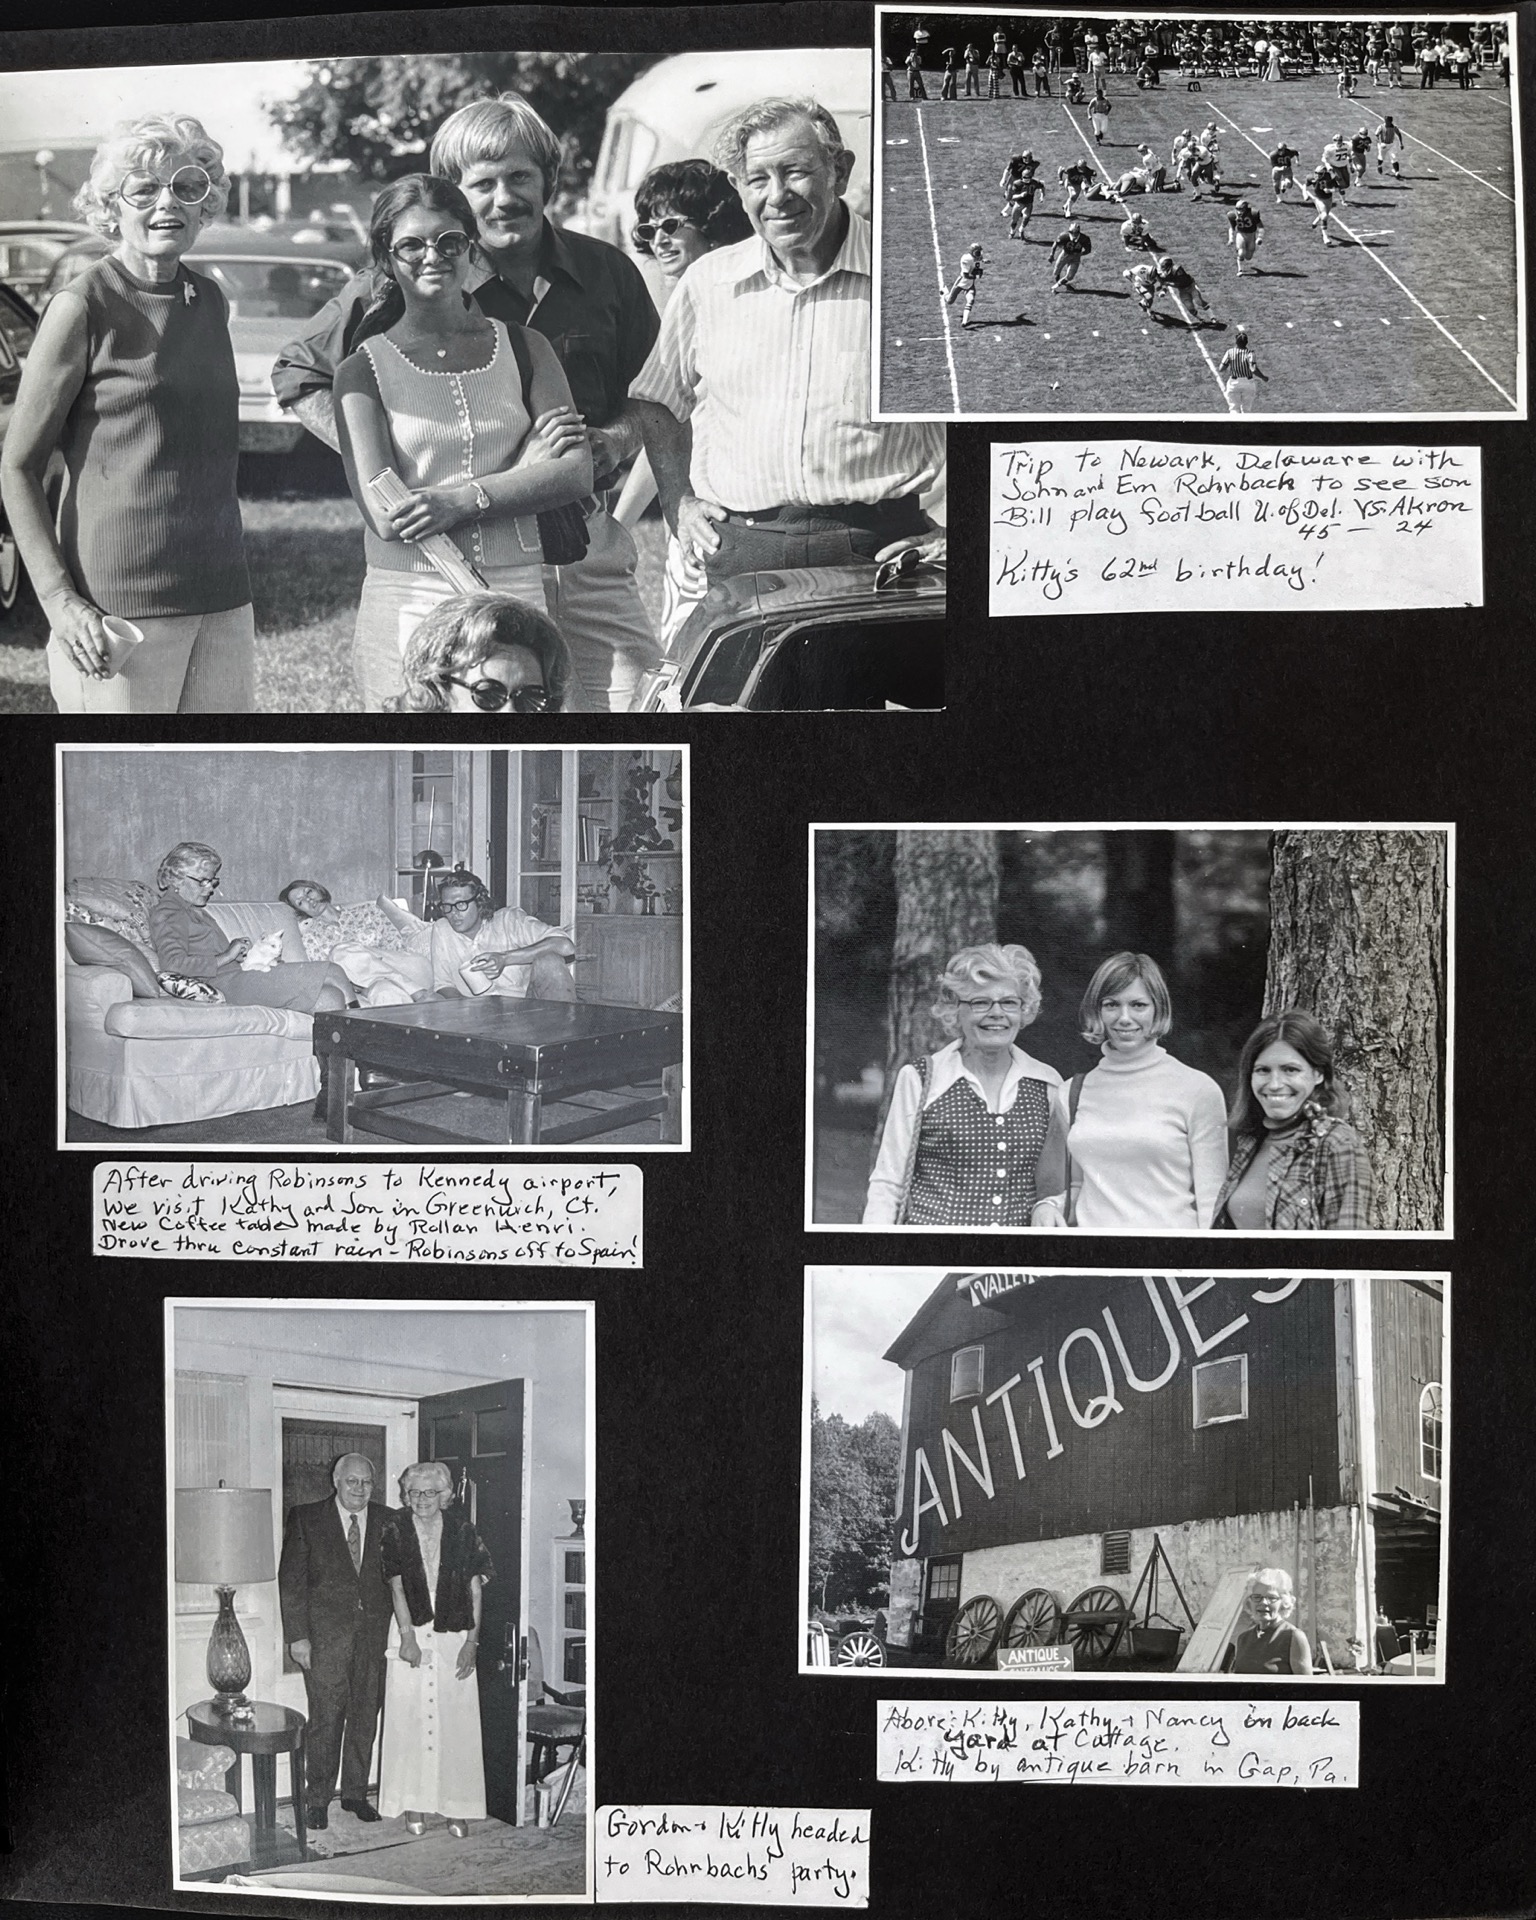 Trip to Newark, Delaware with
John and Em Rohrback to see son
Bill play football U. of Del. VS. Akron
45 — 24
Kitty's 62nd birthday!
After driving Robinsons to Kennedy airport,
We visit Kathy and Jon in Greenwich, Ct.
New Coffee table made by Rollan Henri.
Drove thru constant rain - Robinsons off to Spain!
VALLEY
ANTIQUES
ANTIQUE
ENTRANCE
Above: Kitty, Kathy, + Nancy in back
yard at Cottage.
Kitty by antique barn in Gap, Pa.
Gordon + Kitty headed
to Rohrbachs' party.